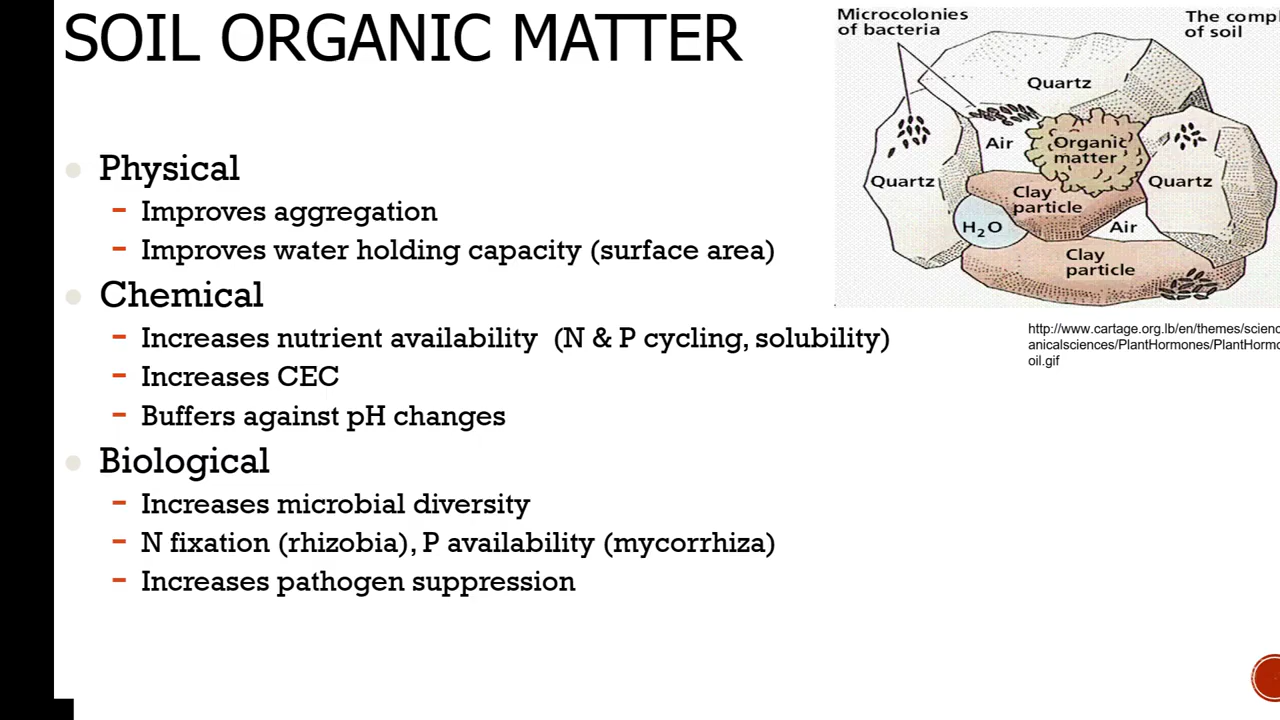 SOIL ORGANIC MATTER
Physical
- Improves aggregation
- Improves water holding capacity (surface area)
Chemical
- Increases nutrient availability (N & P cycling, solubility)
- Increases CEC
- Buffers against pH changes
Biological
- Increases microbial diversity
- N fixation (rhizobia), P availability (mycorrhiza)
- Increases pathogen suppression
Microcolonies
of bacteria
The compl
of soil
Quartz
Air
Organic
matter
Quartz
Quartz
Clay
particle
H2O
Air
Clay
particle
http://www.cartage.org.lb/en/themes/scienc
anicalsciences/PlantHormones/PlantHormo
oil.gif